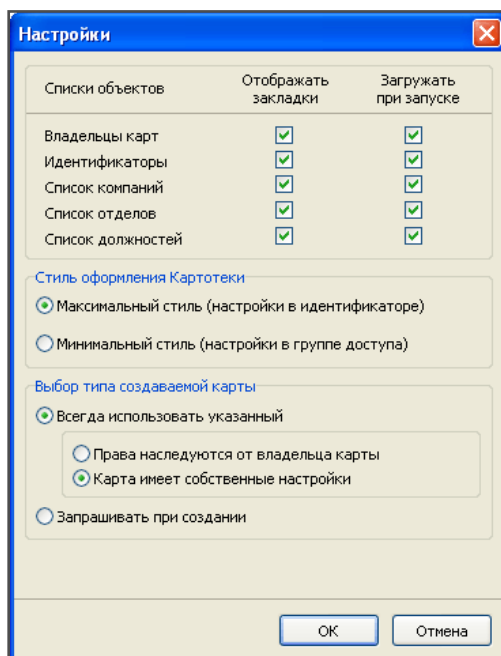 Настройки
Списки объектов
Отображать закладки
Загружать при запуске
Владельцы карт
Идентификаторы
Список компаний
Список отделов
Список должностей
Стиль оформления Картотеки
Максимальный стиль (настройки в идентификаторе)
Минимальный стиль (настройки в группе доступа)
Выбор типа создаваемой карты
Всегда использовать указанный
Права наследуются от владельца карты
Карта имеет собственные настройки
Запрашивать при создании
ОК
Отмена